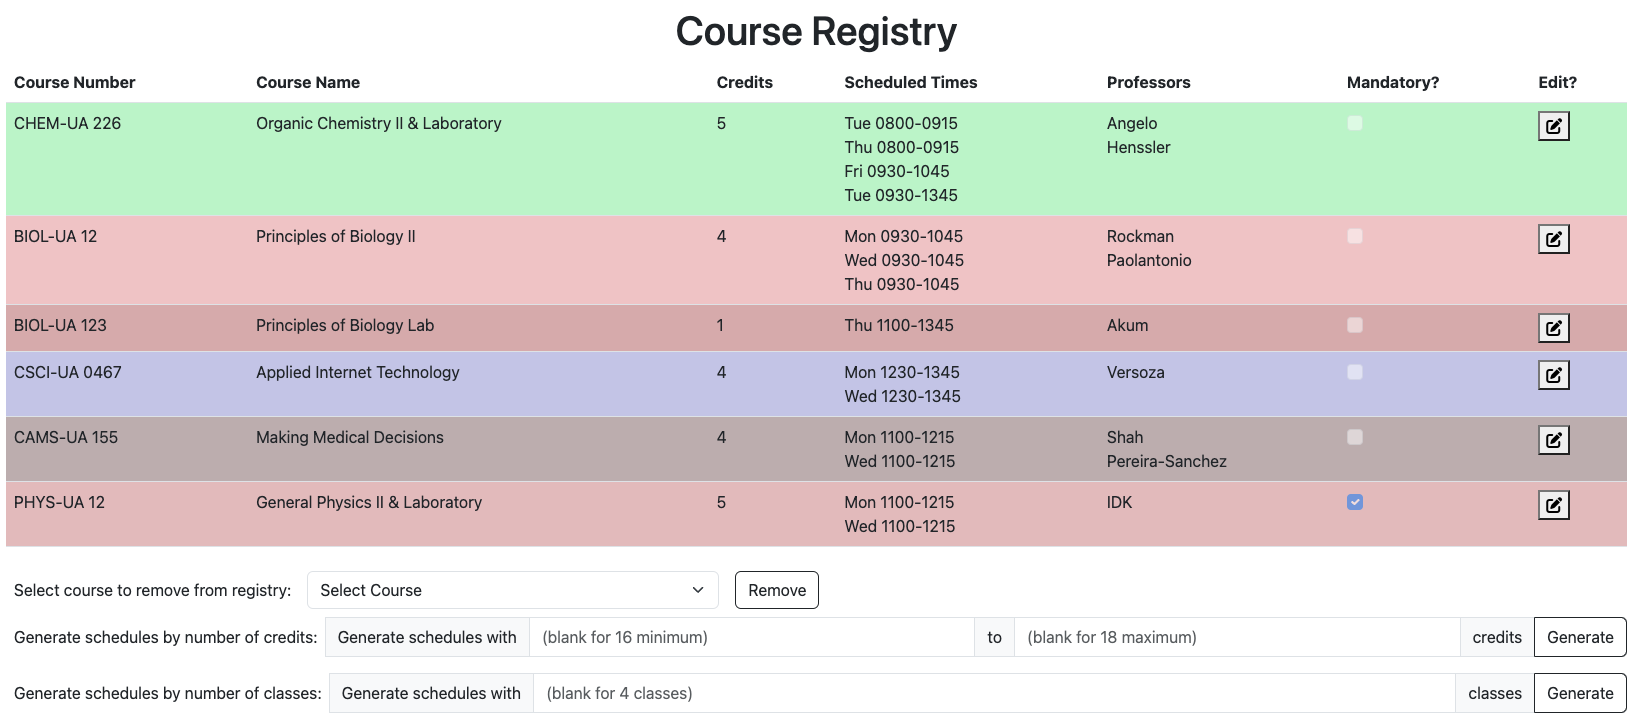 Course Registry
Course Number Course Name Credits Scheduled Times Professors Mandatory? Edit?
CHEM-UA 226 Organic Chemistry II & Laboratory 5 Tue 0800-0915 Angelo
Thu 0800-0915 Henssler
Fri 0930-1045
Tue 0930-1345
BIOL-UA 12 Principles of Biology II 4 Mon 0930-1045 Rockman
Wed 0930-1045 Paolantonio
Thu 0930-1045
BIOL-UA 123 Principles of Biology Lab 1 Thu 1100-1345 Akum
CSCI-UA 0467 Applied Internet Technology 4 Mon 1230-1345 Versoza
Wed 1230-1345
CAMS-UA 155 Making Medical Decisions 4 Mon 1100-1215 Shah
Wed 1100-1215 Pereira-Sanchez
PHYS-UA 12 General Physics II & Laboratory 5 Mon 1100-1215 IDK
Wed 1100-1215
Select course to remove from registry: Select Course Remove
Generate schedules by number of credits: Generate schedules with (blank for 16 minimum) to (blank for 18 maximum) credits Generate
Generate schedules by number of classes: Generate schedules with (blank for 4 classes) classes Generate